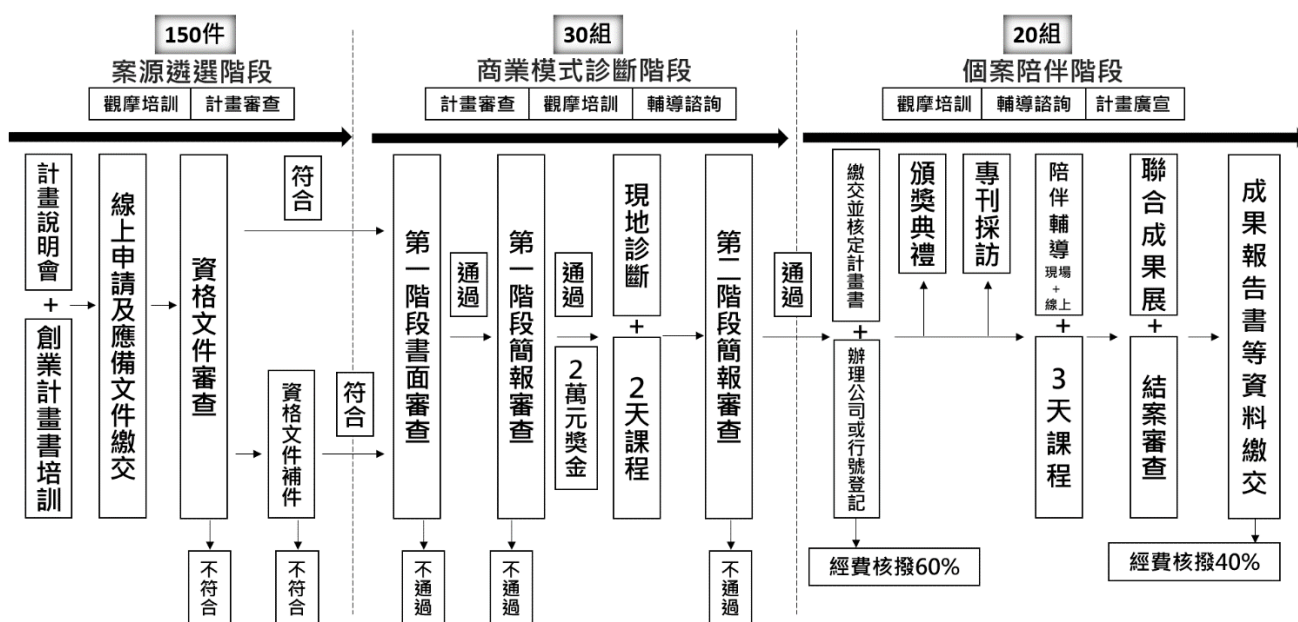 150件
案源遴選階段
觀摩培訓
計畫審查
計畫說明會
+
創業計畫書培訓
線上申請及應備文件繳交
資格文件審查
符合
資格文件補件
符合
不符合
不符合
30組
商業模式診斷階段
計畫審查
觀摩培訓
輔導諮詢
第一階段書面審查
通過
第一階段簡報審查
通過
2萬元獎金
現地診斷
+
2天課程
第二階段簡報審查
通過
不通過
不通過
不通過
20組
個案陪伴階段
觀摩培訓
輔導諮詢
計畫廣宣
繳交並核定計畫書
+
辦理公司或行號登記
經費核撥60%
頒獎典禮
專刊採訪
陪伴輔導
現場
+
線上
+
3天課程
聯合成果展
+
結案審查
成果報告書等資料繳交
經費核撥40%